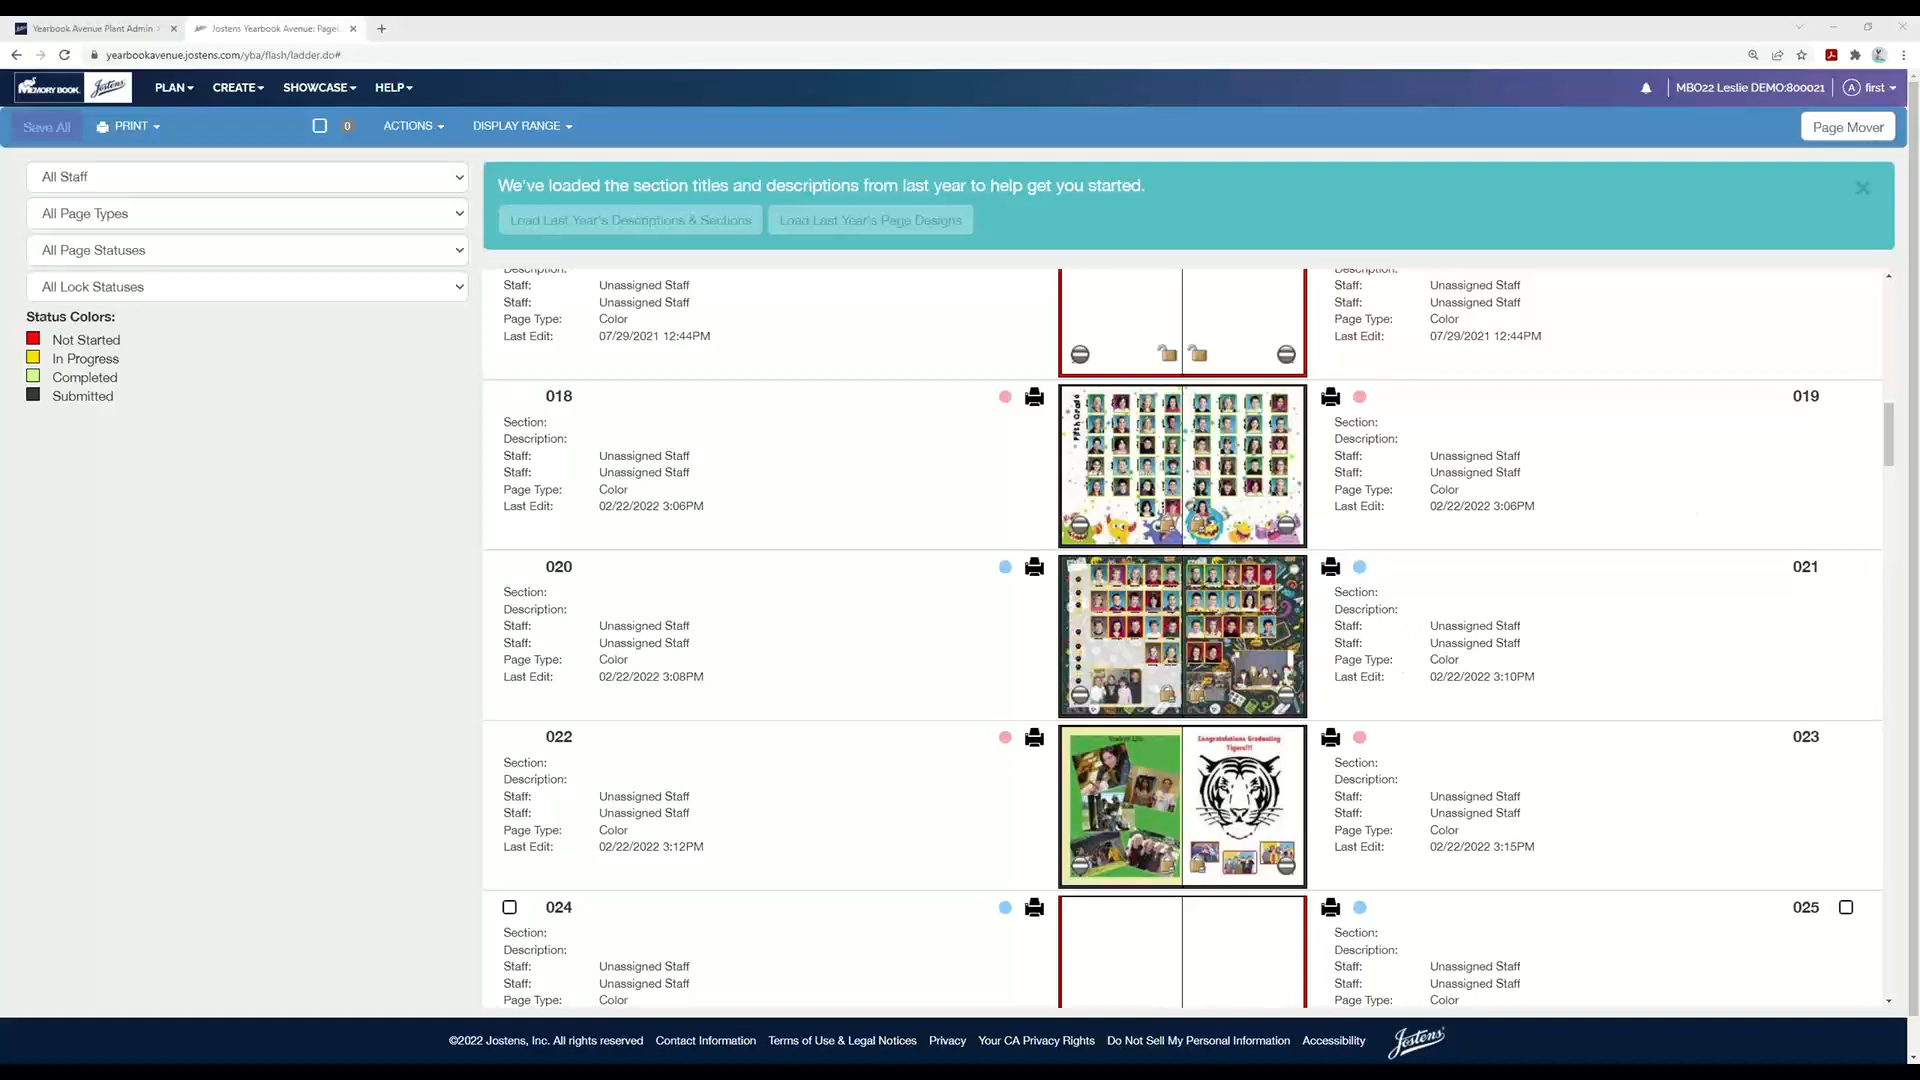 Yearbook Avenue Plant Admin
Jostens Yearbook Avenue: Pagel
yearbookavenue.jostens.com/yba/flash/ladder.do#
MEMORY BOOK.
Jostens
PLAN
CREATE
SHOWCASE
HELP
MBO22 Leslie DEMO:800021
A
first
Save All
PRINT
0
ACTIONS
DISPLAY RANGE
Page Mover
All Staff
All Page Types
All Page Statuses
All Lock Statuses
Status Colors:
Not Started
In Progress
Completed
Submitted
We've loaded the section titles and descriptions from last year to help get you started.
Load Last Year's Descriptions & Sections
Load Last Year's Page Designs
Description:
Staff: Unassigned Staff
Staff: Unassigned Staff
Page Type: Color
Last Edit: 07/29/2021 12:44PM
Description:
Staff: Unassigned Staff
Staff: Unassigned Staff
Page Type: Color
Last Edit: 07/29/2021 12:44PM
018
Section:
Description:
Staff: Unassigned Staff
Staff: Unassigned Staff
Page Type: Color
Last Edit: 02/22/2022 3:06PM
Fifth Grade
019
Section:
Description:
Staff: Unassigned Staff
Staff: Unassigned Staff
Page Type: Color
Last Edit: 02/22/2022 3:06PM
020
Section:
Description:
Staff: Unassigned Staff
Staff: Unassigned Staff
Page Type: Color
Last Edit: 02/22/2022 3:08PM
021
Section:
Description:
Staff: Unassigned Staff
Staff: Unassigned Staff
Page Type: Color
Last Edit: 02/22/2022 3:10PM
022
Section:
Description:
Staff: Unassigned Staff
Staff: Unassigned Staff
Page Type: Color
Last Edit: 02/22/2022 3:12PM
Congratulations Graduating
Tigers!!!
023
Section:
Description:
Staff: Unassigned Staff
Staff: Unassigned Staff
Page Type: Color
Last Edit: 02/22/2022 3:15PM
024
Section:
Description:
Staff: Unassigned Staff
Staff: Unassigned Staff
Page Type: Color
025
Section:
Description:
Staff: Unassigned Staff
Staff: Unassigned Staff
Page Type: Color
©2022 Jostens, Inc. All rights reserved
Contact Information
Terms of Use & Legal Notices
Privacy
Your CA Privacy Rights
Do Not Sell My Personal Information
Accessibility
Jostens